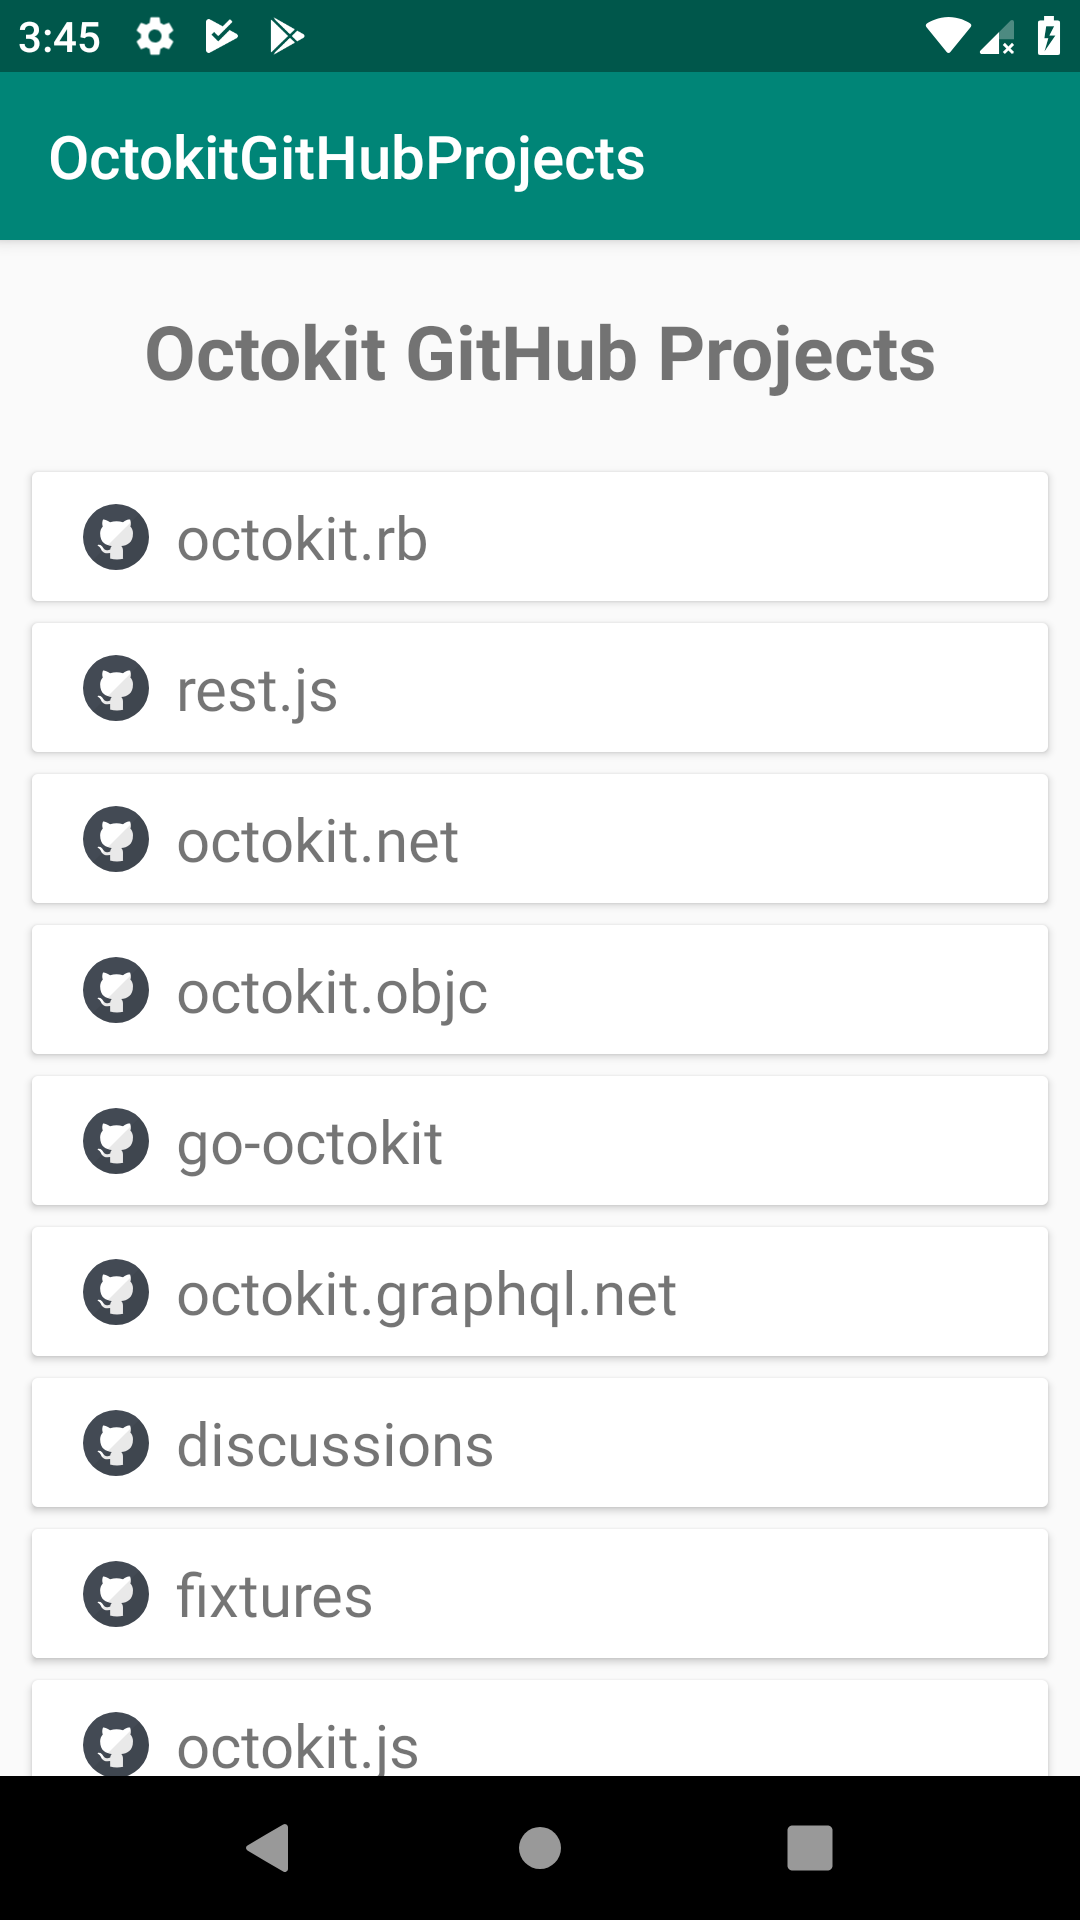 3:45
OctokitGitHubProjects
Octokit GitHub Projects
octokit.rb
rest.js
octokit.net
octokit.objc
go-octokit
octokit.graphql.net
discussions
fixtures
octokit.js